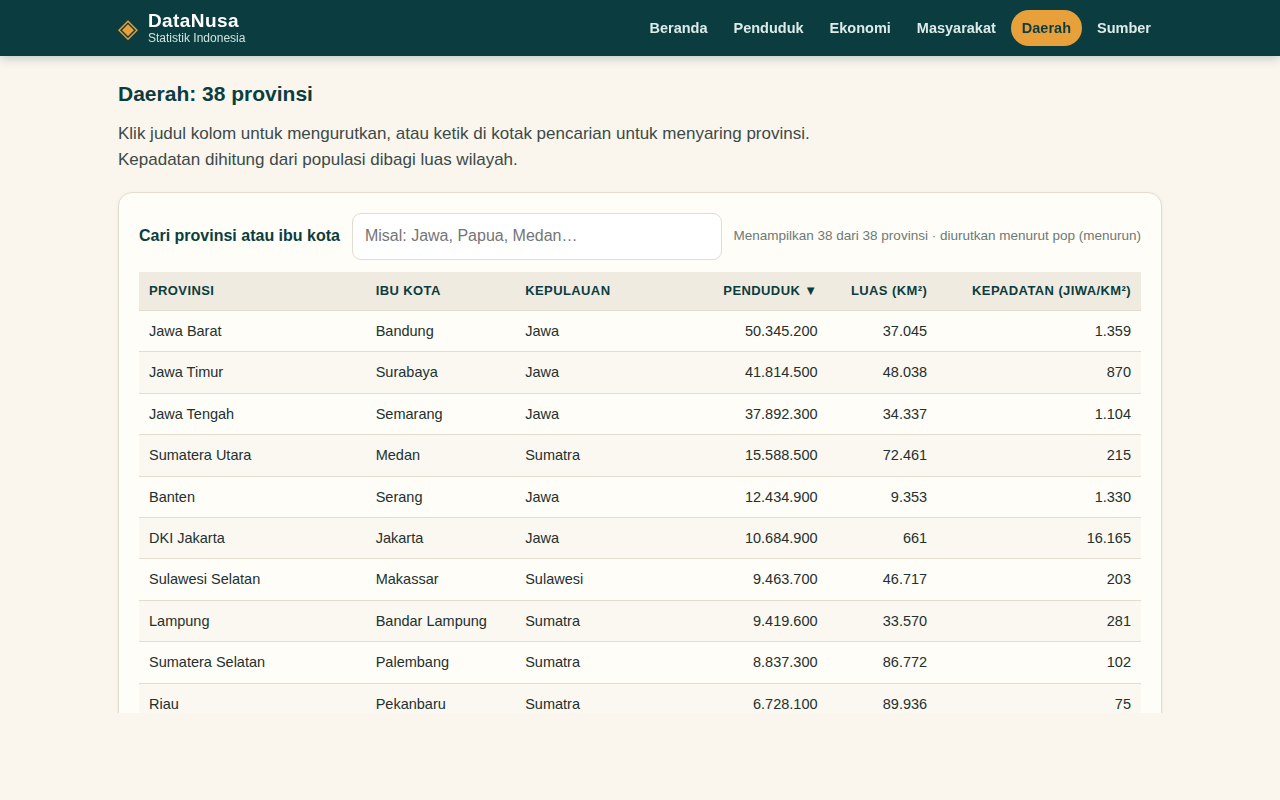 DataNusa
Statistik Indonesia
Beranda Penduduk Ekonomi Masyarakat Daerah Sumber
Daerah: 38 provinsi
Klik judul kolom untuk mengurutkan, atau ketik di kotak pencarian untuk menyaring provinsi.
Kepadatan dihitung dari populasi dibagi luas wilayah.
Cari provinsi atau ibu kota Misal: Jawa, Papua, Medan… Menampilkan 38 dari 38 provinsi · diurutkan menurut pop (menurun)
PROVINSI IBU KOTA KEPULAUAN PENDUDUK ▼ LUAS (KM²) KEPADATAN (JIWA/KM²)
Jawa Barat Bandung Jawa 50.345.200 37.045 1.359
Jawa Timur Surabaya Jawa 41.814.500 48.038 870
Jawa Tengah Semarang Jawa 37.892.300 34.337 1.104
Sumatera Utara Medan Sumatra 15.588.500 72.461 215
Banten Serang Jawa 12.434.900 9.353 1.330
DKI Jakarta Jakarta Jawa 10.684.900 661 16.165
Sulawesi Selatan Makassar Sulawesi 9.463.700 46.717 203
Lampung Bandar Lampung Sumatra 9.419.600 33.570 281
Sumatera Selatan Palembang Sumatra 8.837.300 86.772 102
Riau Pekanbaru Sumatra 6.728.100 89.936 75